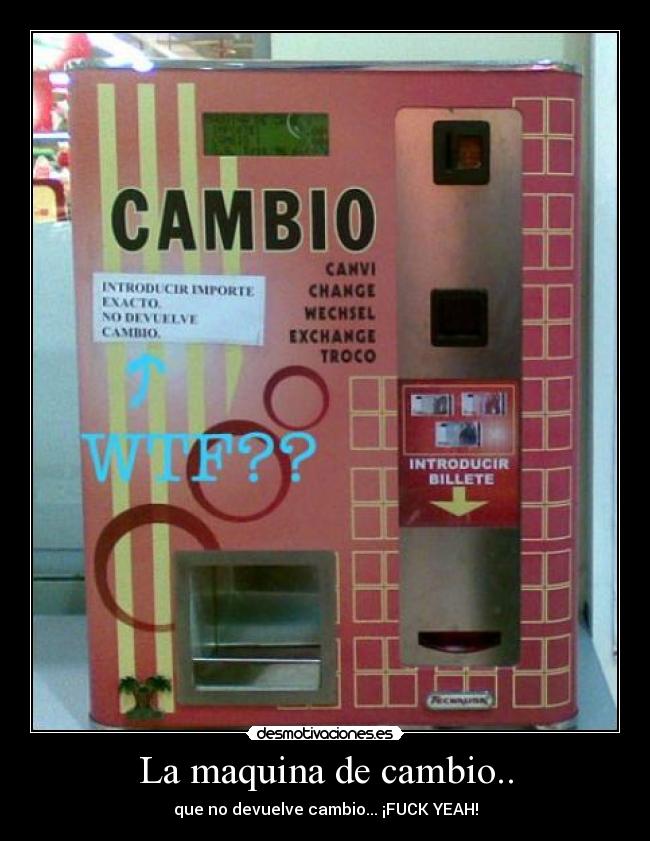 CAMBIO
CANVI
CHANGE
WECHSEL
EXCHANGE
TROCO
INTRODUCIR IMPORTE
EXACTO.
NO DEVUELVE
CAMBIO.
WTF??
INTRODUCIR
BILLETE
desmotivaciones.es
La maquina de cambio..
que no devuelve cambio... ¡FUCK YEAH!